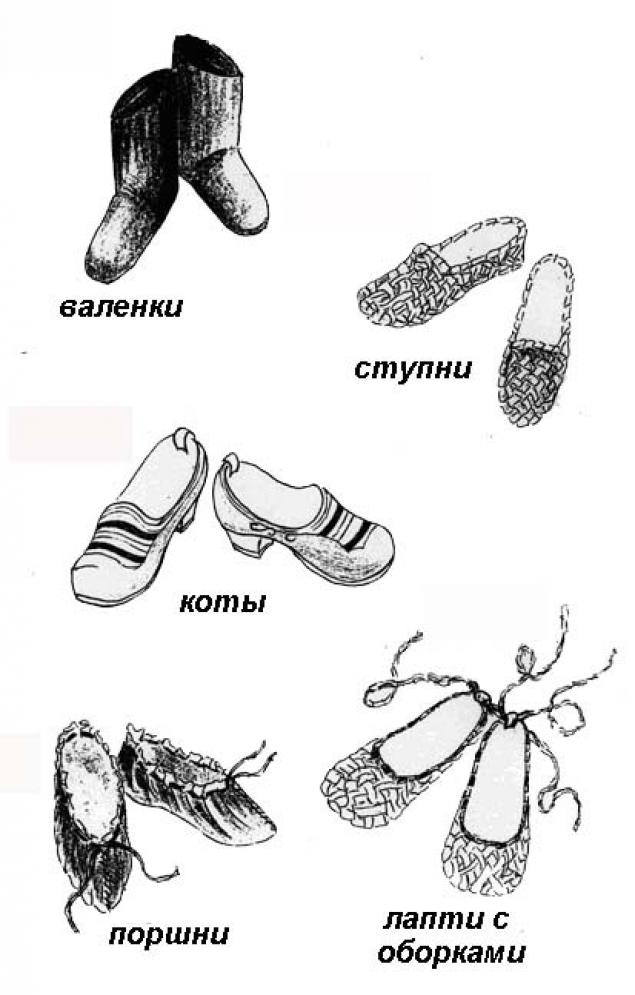 валенки
ступни
коты
поршни
лапти с
оборками